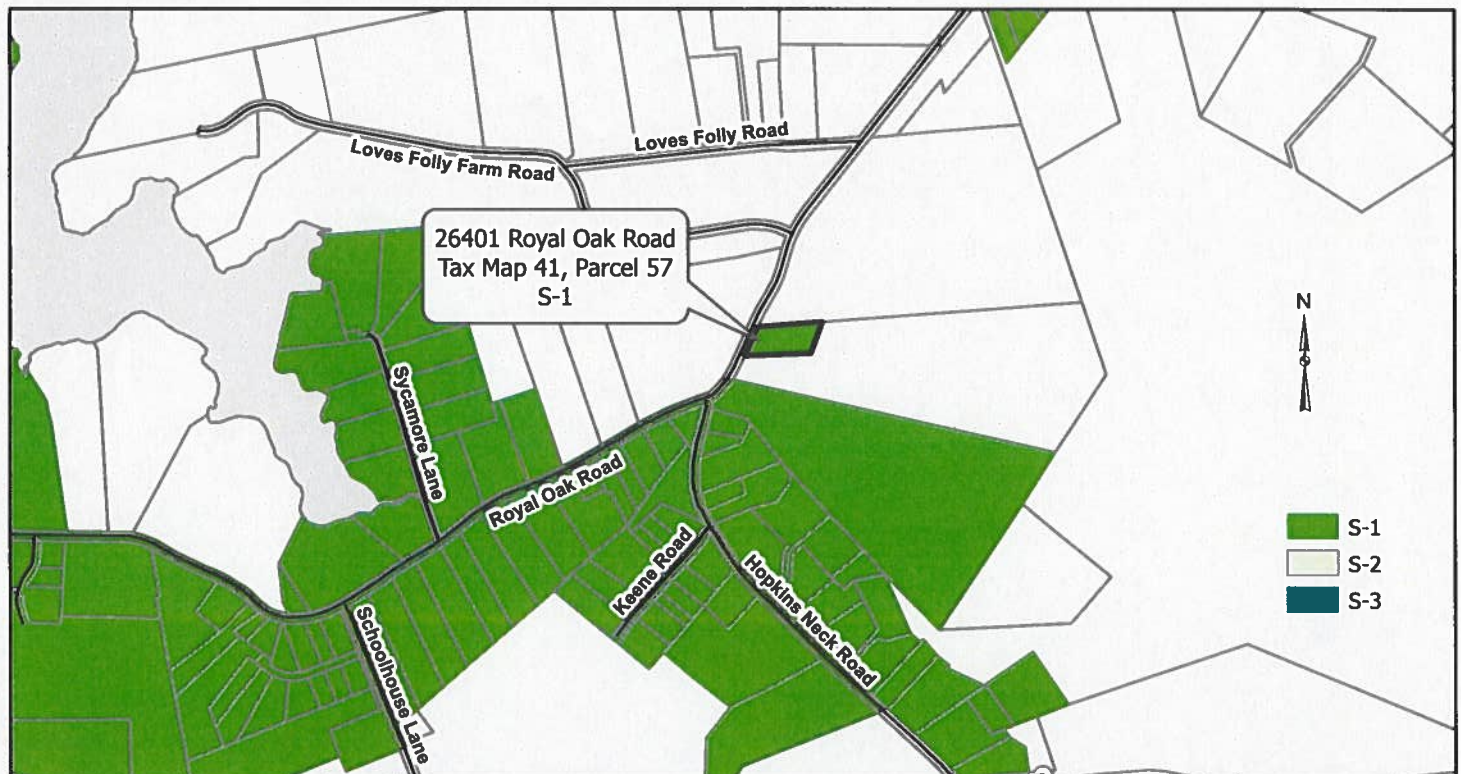 Loves Folly Road
Loves Folly Farm Road
26401 Royal Oak Road
Tax Map 41, Parcel 57
S-1
N
Sycamore Lane
Royal Oak Road
Keene Road
Hopkins Neck Road
Schoolhouse Lane
S-1
S-2
S-3